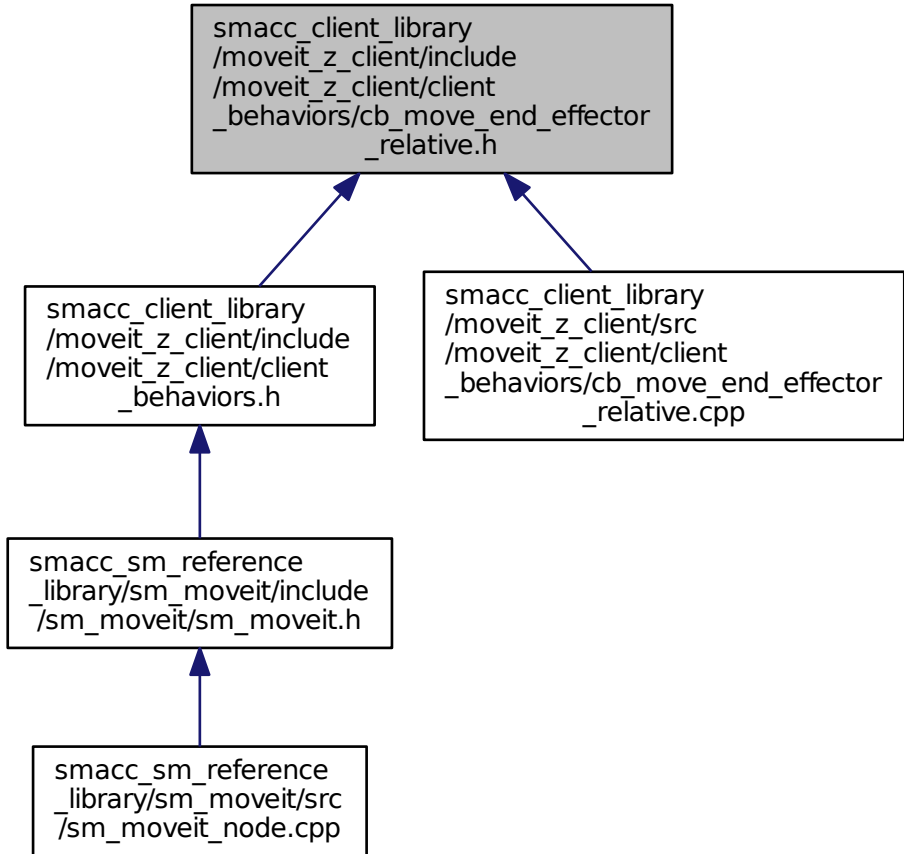 smacc_client_library
/moveit_z_client/include
/moveit_z_client/client
_behaviors/cb_move_end_effector
_relative.h
smacc_client_library
/moveit_z_client/include
/moveit_z_client/client
_behaviors.h
smacc_client_library
/moveit_z_client/src
/moveit_z_client/client
_behaviors/cb_move_end_effector
_relative.cpp
smacc_sm_reference
_library/sm_moveit/include
/sm_moveit/sm_moveit.h
smacc_sm_reference
_library/sm_moveit/src
/sm_moveit_node.cpp